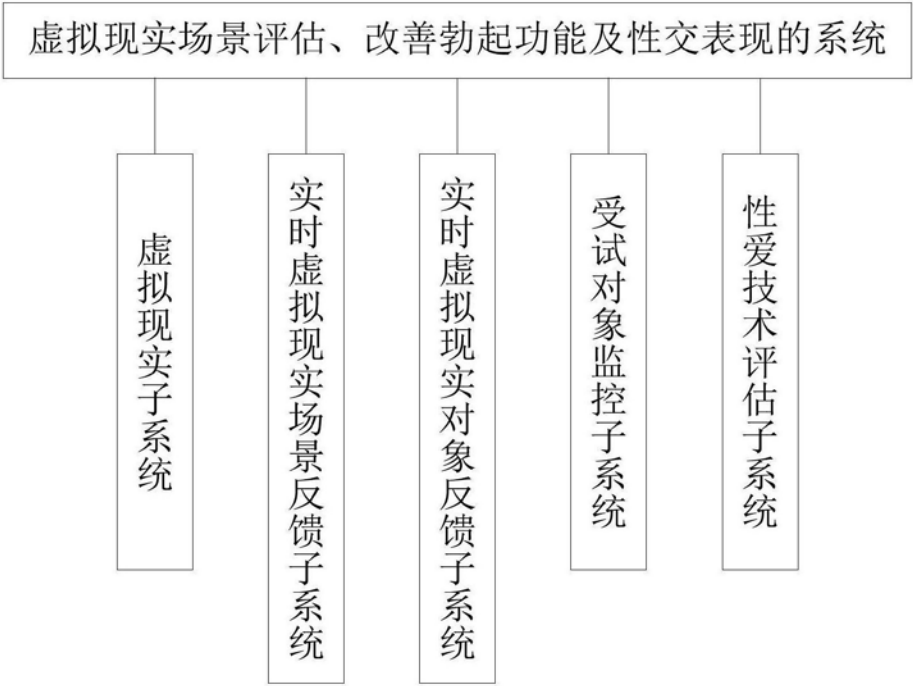 虚拟现实场景评估、改善勃起功能及性交表现的系统
虚拟现实子系统
实时虚拟现实场景反馈子系统
实时虚拟现实对象反馈子系统
受试对象监控子系统
性爱技术评估子系统